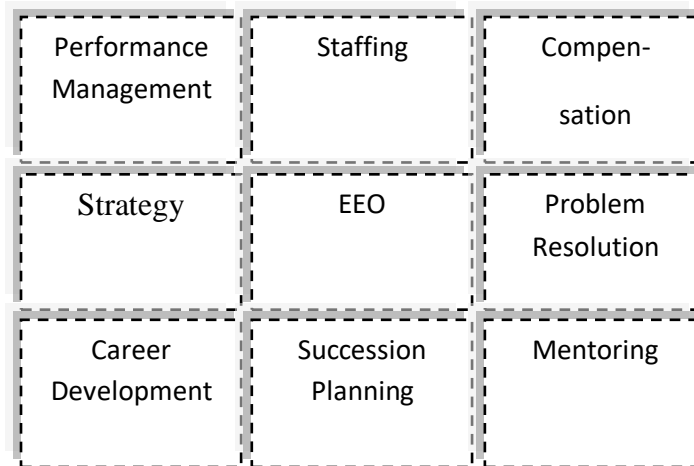 Performance
Management
Staffing
Compen-
sation
Strategy
EEO
Problem
Resolution
Career
Development
Succession
Planning
Mentoring